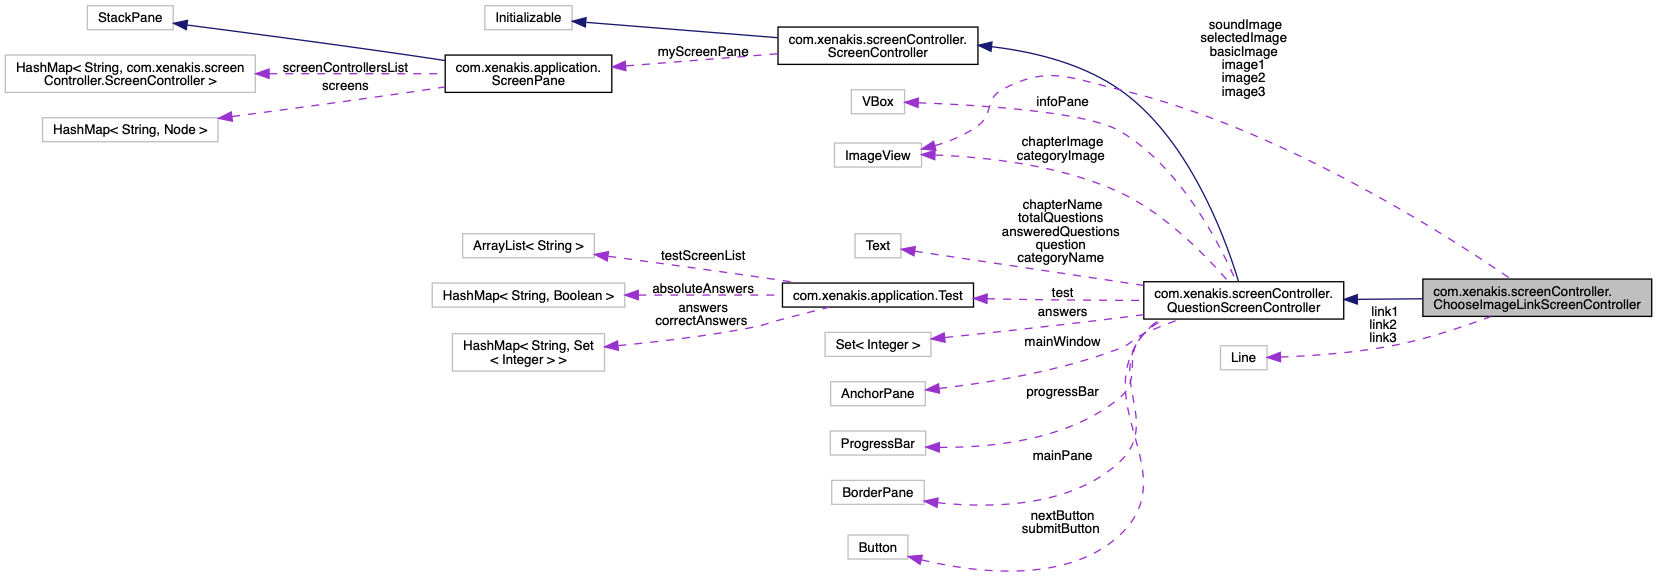 StackPane
HashMap< String, com.xenakis.screen
Controller.ScreenController >
HashMap< String, Node >
screenControllersList
screens
com.xenakis.application.
ScreenPane
Initializable
myScreenPane
com.xenakis.screenController.
ScreenController
VBox
ImageView
infoPane
chapterImage
categoryImage
soundImage
selectedImage
basicImage
image1
image2
image3
ArrayList< String >
HashMap< String, Boolean >
HashMap< String, Set
< Integer > >
testScreenList
absoluteAnswers
answers
correctAnswers
com.xenakis.application.Test
Text
chapterName
totalQuestions
answeredQuestions
question
categoryName
test
answers
Set< Integer >
mainWindow
AnchorPane
progressBar
ProgressBar
mainPane
BorderPane
nextButton
submitButton
Button
com.xenakis.screenController.
QuestionScreenController
Line
link1
link2
link3
com.xenakis.screenController.
ChooseImageLinkScreenController